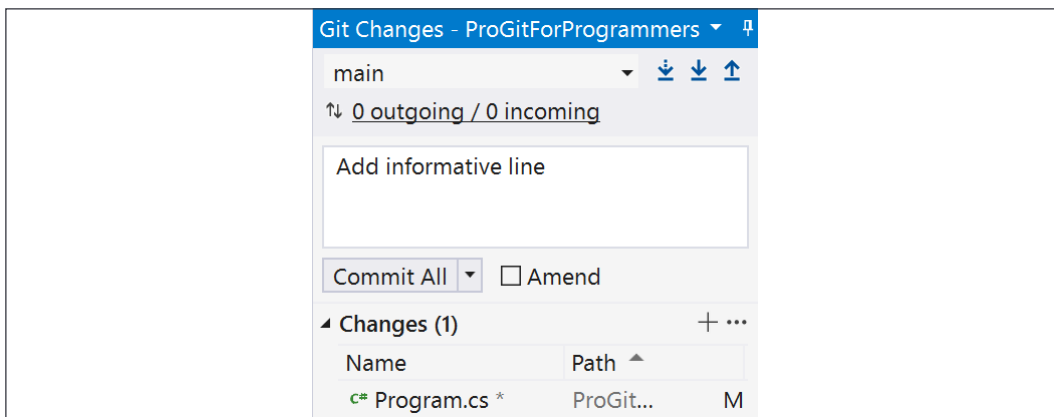 Git Changes - ProGitForProgrammers
main
0 outgoing / 0 incoming
Add informative line
Commit All Amend
Changes (1)
Name Path
C# Program.cs * ProGit... M